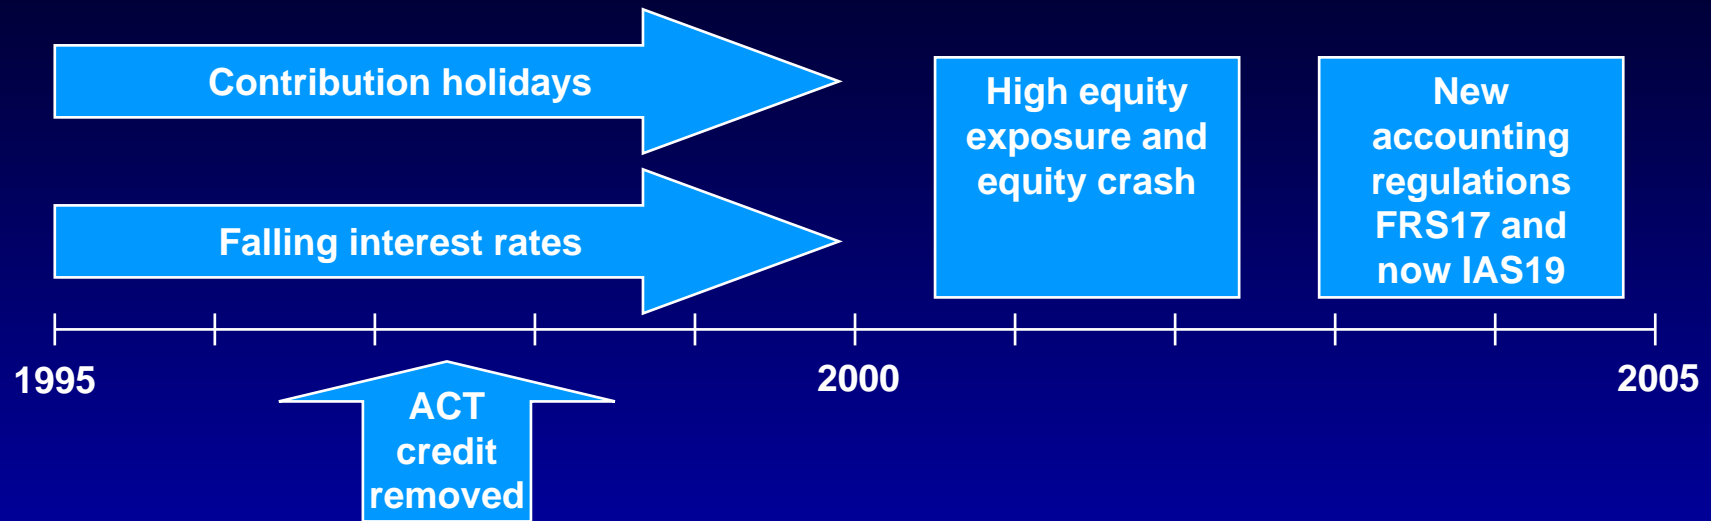 Contribution holidays
Falling interest rates
High equity
exposure and
equity crash
New
accounting
regulations
FRS17 and
now IAS19
1995
2000
2005
ACT
credit
removed